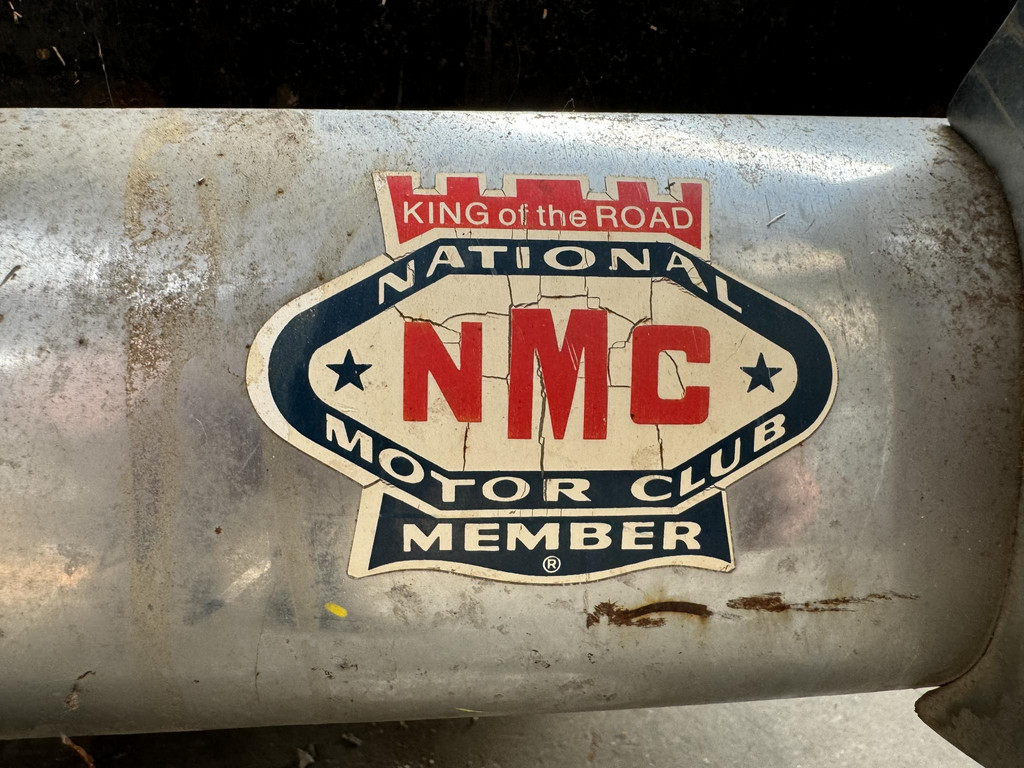 KING of the ROAD
NATIONAL
NMC
MOTOR CLUB
MEMBER
®